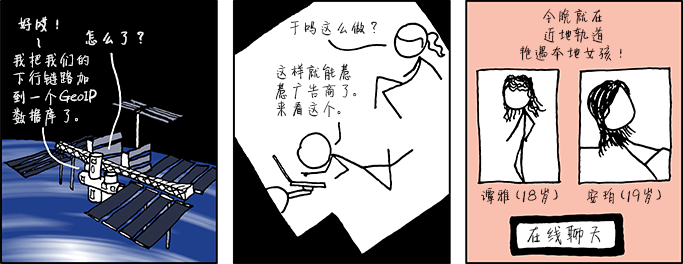 好哎！
怎么了？
我把我们的
下行链路加
到一个GeoIP
数据库了。
干吗这么做？
这样就能惹
惹广告商了。
来看这个。
今晚就在
近地轨道
艳遇本地女孩！
谭雅(18岁)
安珀(19岁)
在线聊天